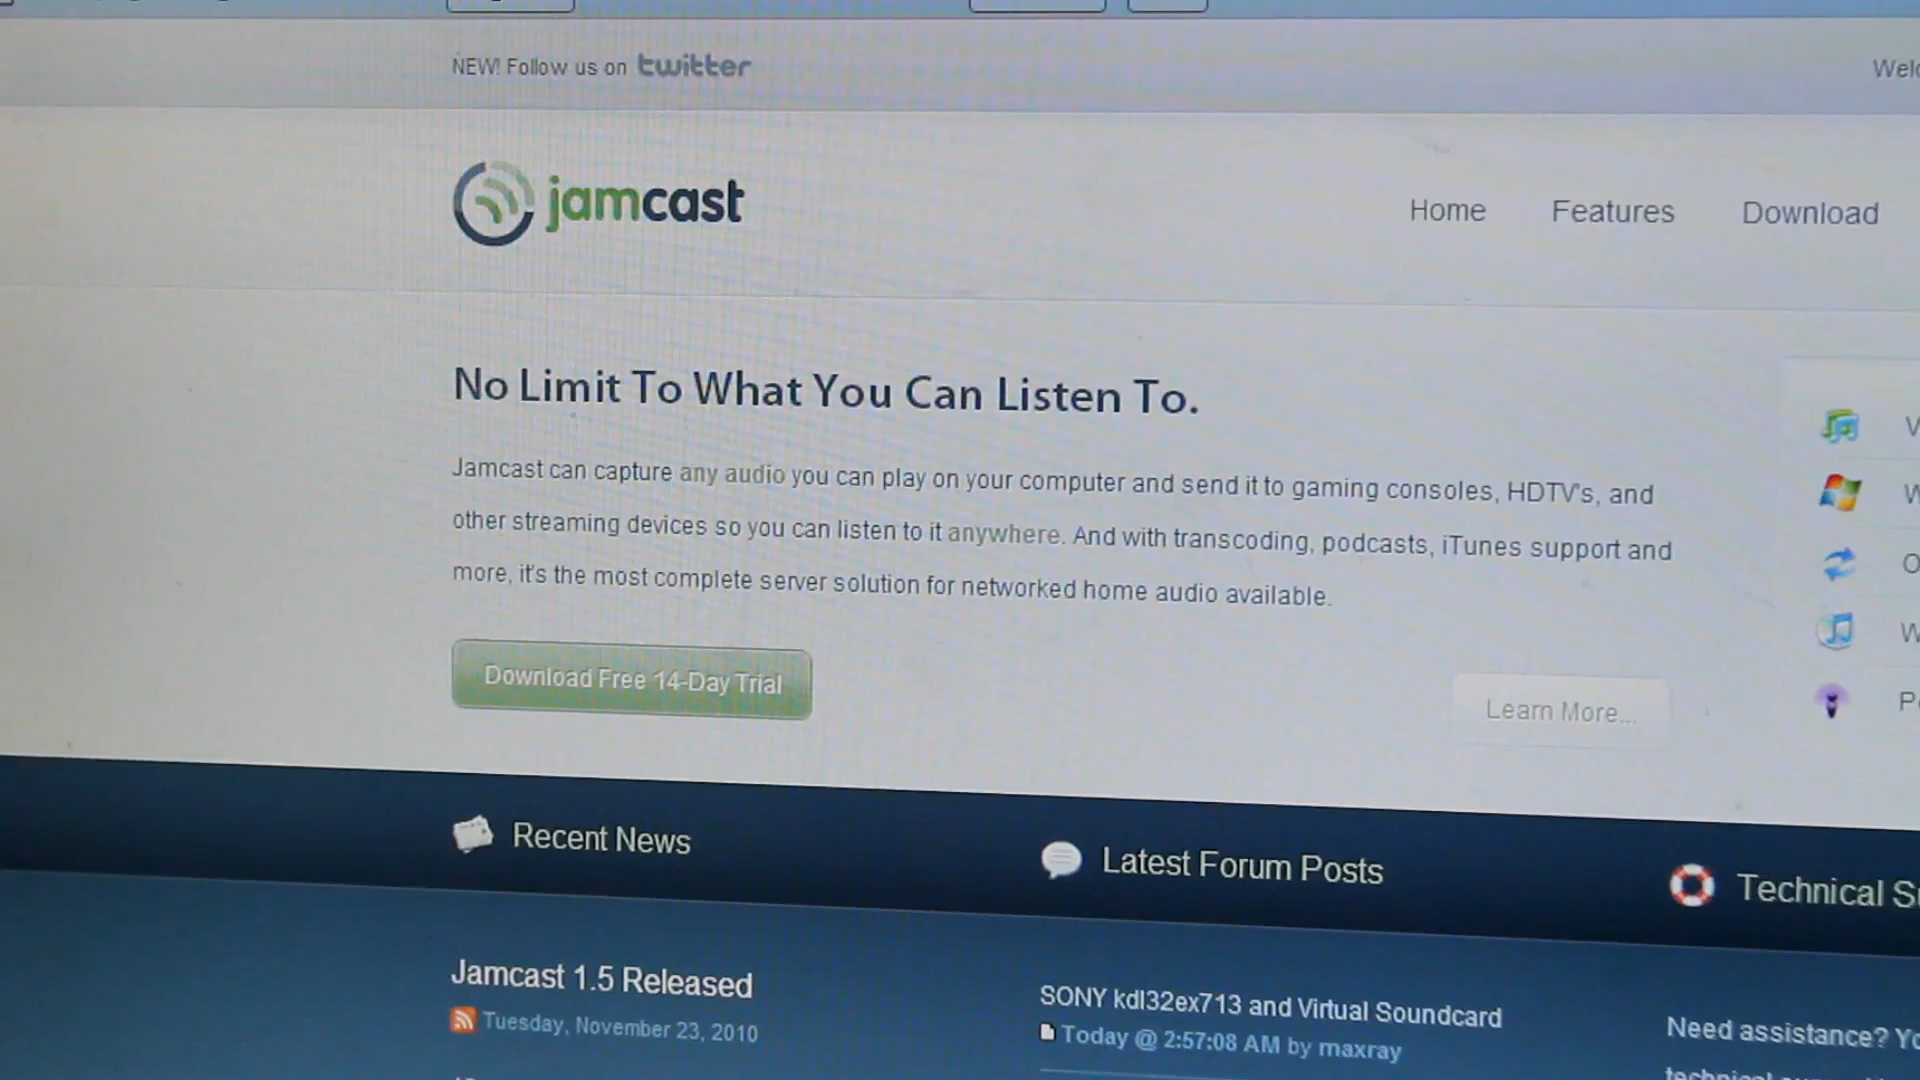 NEW! Follow us on twitter
jamcast
Home Features Download
No Limit To What You Can Listen To.
Jamcast can capture any audio you can play on your computer and send it to gaming consoles, HDTV's, and
other streaming devices so you can listen to it anywhere. And with transcoding, podcasts, iTunes support and
more, it's the most complete server solution for networked home audio available.
Download Free 14-Day Trial
Learn More...
Recent News
Latest Forum Posts
Technical
Jamcast 1.5 Released
Tuesday, November 23, 2010
SONY kdl32ex713 and Virtual Soundcard
Today @ 2:57:08 AM by maxray
Need assistance?